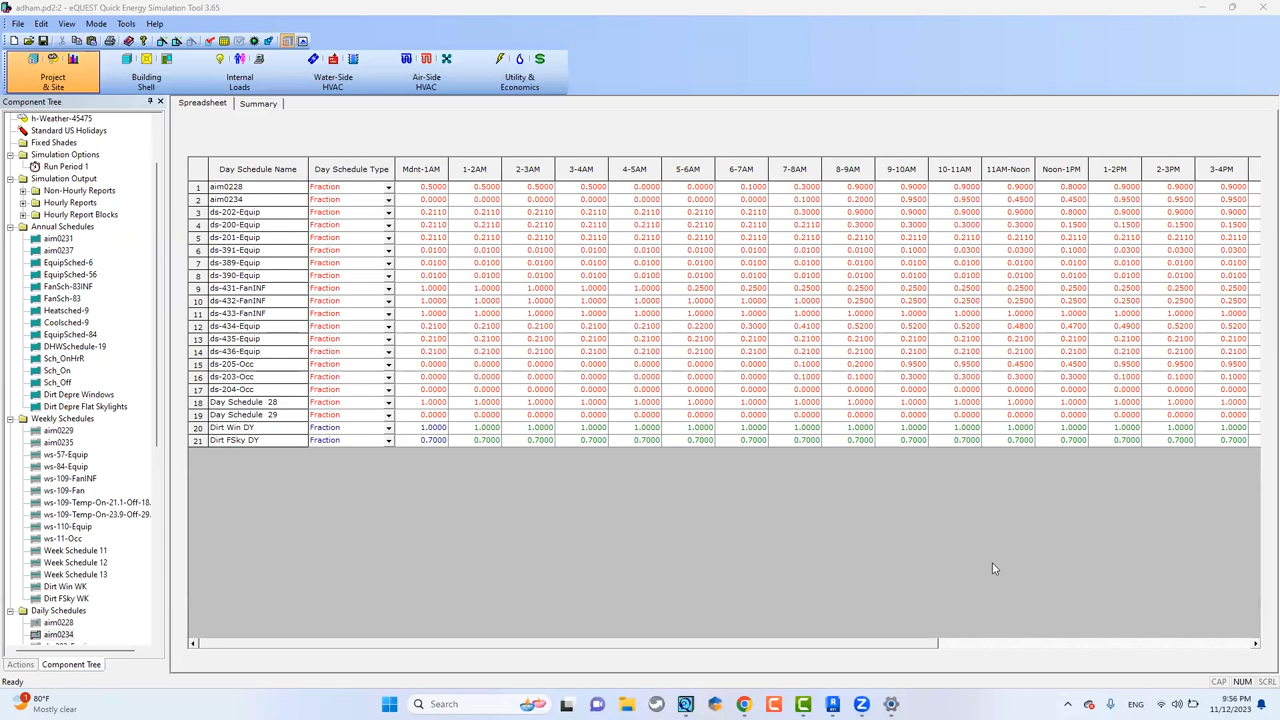 adham.pd2:2 - eQUEST Quick Energy Simulation Tool 3.65
File Edit View Mode Tools Help
Project & Site
Building Shell
Internal Loads
Water-Side HVAC
Air-Side HVAC
Utility & Economics
Component Tree
Spreadsheet Summary
h-Weather-45475
Standard US Holidays
Fixed Shades
Simulation Options
Run Period 1
Simulation Output
Non-Hourly Reports
Hourly Reports
Hourly Report Blocks
Annual Schedules
aim0231
aim0237
EquipSched-6
EquipSched-56
FanSch-83INF
FanSch-83
Heatsched-9
Coolsched-9
EquipSched-84
DHWSchedule-19
Sch_OnHrR
Sch_On
Sch_Off
Dirt Depre Windows
Dirt Depre Flat Skylights
Weekly Schedules
aim0229
aim0235
ws-57-Equip
ws-84-Equip
ws-109-FanINF
ws-109-Fan
ws-109-Temp-On-21.1-Off-18.
ws-109-Temp-On-23.9-Off-29.
ws-110-Equip
ws-11-Occ
Week Schedule 11
Week Schedule 12
Week Schedule 13
Dirt Win WK
Dirt FSky WK
Daily Schedules
aim0228
aim0234
Actions Component Tree
Day Schedule Name Day Schedule Type Mdnt-1AM 1-2AM 2-3AM 3-4AM 4-5AM 5-6AM 6-7AM 7-8AM 8-9AM 9-10AM 10-11AM 11AM-Noon Noon-1PM 1-2PM 2-3PM 3-4PM
1 aim0228 Fraction 0.5000 0.5000 0.5000 0.5000 0.0000 0.0000 0.1000 0.3000 0.9000 0.9000 0.9000 0.9000 0.8000 0.9000 0.9000 0.9000
2 aim0234 Fraction 0.0000 0.0000 0.0000 0.0000 0.0000 0.0000 0.0000 0.1000 0.2000 0.9500 0.9500 0.4500 0.4500 0.9500 0.9500 0.9500
3 ds-202-Equip Fraction 0.2110 0.2110 0.2110 0.2110 0.2110 0.2110 0.2110 0.3000 0.9000 0.9000 0.9000 0.9000 0.8000 0.9000 0.9000 0.9000
4 ds-200-Equip Fraction 0.2110 0.2110 0.2110 0.2110 0.2110 0.2110 0.2110 0.2110 0.3000 0.3000 0.3000 0.3000 0.1500 0.1500 0.1500 0.1500
5 ds-201-Equip Fraction 0.2110 0.2110 0.2110 0.2110 0.2110 0.2110 0.2110 0.2110 0.2110 0.2110 0.2110 0.2110 0.2110 0.2110 0.2110 0.2110
6 ds-391-Equip Fraction 0.0100 0.0100 0.0100 0.0100 0.0100 0.0100 0.0100 0.0100 0.0300 0.1000 0.0300 0.0300 0.1000 0.0300 0.0300 0.0300
7 ds-389-Equip Fraction 0.0100 0.0100 0.0100 0.0100 0.0100 0.0100 0.0100 0.0100 0.0100 0.0100 0.0100 0.0100 0.0100 0.0100 0.0100 0.0100
8 ds-390-Equip Fraction 0.0100 0.0100 0.0100 0.0100 0.0100 0.0100 0.0100 0.0100 0.0100 0.0100 0.0100 0.0100 0.0100 0.0100 0.0100 0.0100
9 ds-431-FanINF Fraction 1.0000 1.0000 1.0000 1.0000 1.0000 0.2500 0.2500 0.2500 0.2500 0.2500 0.2500 0.2500 0.2500 0.2500 0.2500 0.2500
10 ds-432-FanINF Fraction 1.0000 1.0000 1.0000 1.0000 1.0000 1.0000 1.0000 1.0000 0.2500 0.2500 0.2500 0.2500 0.2500 0.2500 0.2500 0.2500
11 ds-433-FanINF Fraction 1.0000 1.0000 1.0000 1.0000 1.0000 1.0000 1.0000 1.0000 1.0000 1.0000 1.0000 1.0000 1.0000 1.0000 1.0000 1.0000
12 ds-434-Equip Fraction 0.2100 0.2100 0.2100 0.2100 0.2100 0.2200 0.3000 0.4100 0.5200 0.5200 0.5200 0.4800 0.4700 0.4900 0.5200 0.5200
13 ds-435-Equip Fraction 0.2100 0.2100 0.2100 0.2100 0.2100 0.2100 0.2100 0.2100 0.2100 0.2100 0.2100 0.2100 0.2100 0.2100 0.2100 0.2100
14 ds-436-Equip Fraction 0.2100 0.2100 0.2100 0.2100 0.2100 0.2100 0.2100 0.2100 0.2100 0.2100 0.2100 0.2100 0.2100 0.2100 0.2100 0.2100
15 ds-205-Occ Fraction 0.0000 0.0000 0.0000 0.0000 0.0000 0.0000 0.0000 0.1000 0.2000 0.9500 0.9500 0.4500 0.4500 0.9500 0.9500 0.9500
16 ds-203-Occ Fraction 0.0000 0.0000 0.0000 0.0000 0.0000 0.0000 0.0000 0.1000 0.1000 0.3000 0.3000 0.3000 0.3000 0.1000 0.1000 0.1000
17 ds-204-Occ Fraction 0.0000 0.0000 0.0000 0.0000 0.0000 0.0000 0.0000 0.0000 0.0000 0.0000 0.0000 0.0000 0.0000 0.0000 0.0000 0.0000
18 Day Schedule 28 Fraction 1.0000 1.0000 1.0000 1.0000 1.0000 1.0000 1.0000 1.0000 1.0000 1.0000 1.0000 1.0000 1.0000 1.0000 1.0000 1.0000
19 Day Schedule 29 Fraction 0.0000 0.0000 0.0000 0.0000 0.0000 0.0000 0.0000 0.0000 0.0000 0.0000 0.0000 0.0000 0.0000 0.0000 0.0000 0.0000
20 Dirt Win DY Fraction 1.0000 1.0000 1.0000 1.0000 1.0000 1.0000 1.0000 1.0000 1.0000 1.0000 1.0000 1.0000 1.0000 1.0000 1.0000 1.0000
21 Dirt FSky DY Fraction 0.7000 0.7000 0.7000 0.7000 0.7000 0.7000 0.7000 0.7000 0.7000 0.7000 0.7000 0.7000 0.7000 0.7000 0.7000 0.7000
Ready CAP NUM SCRL
80°F
Mostly clear
Search
9:56 PM
11/12/2023